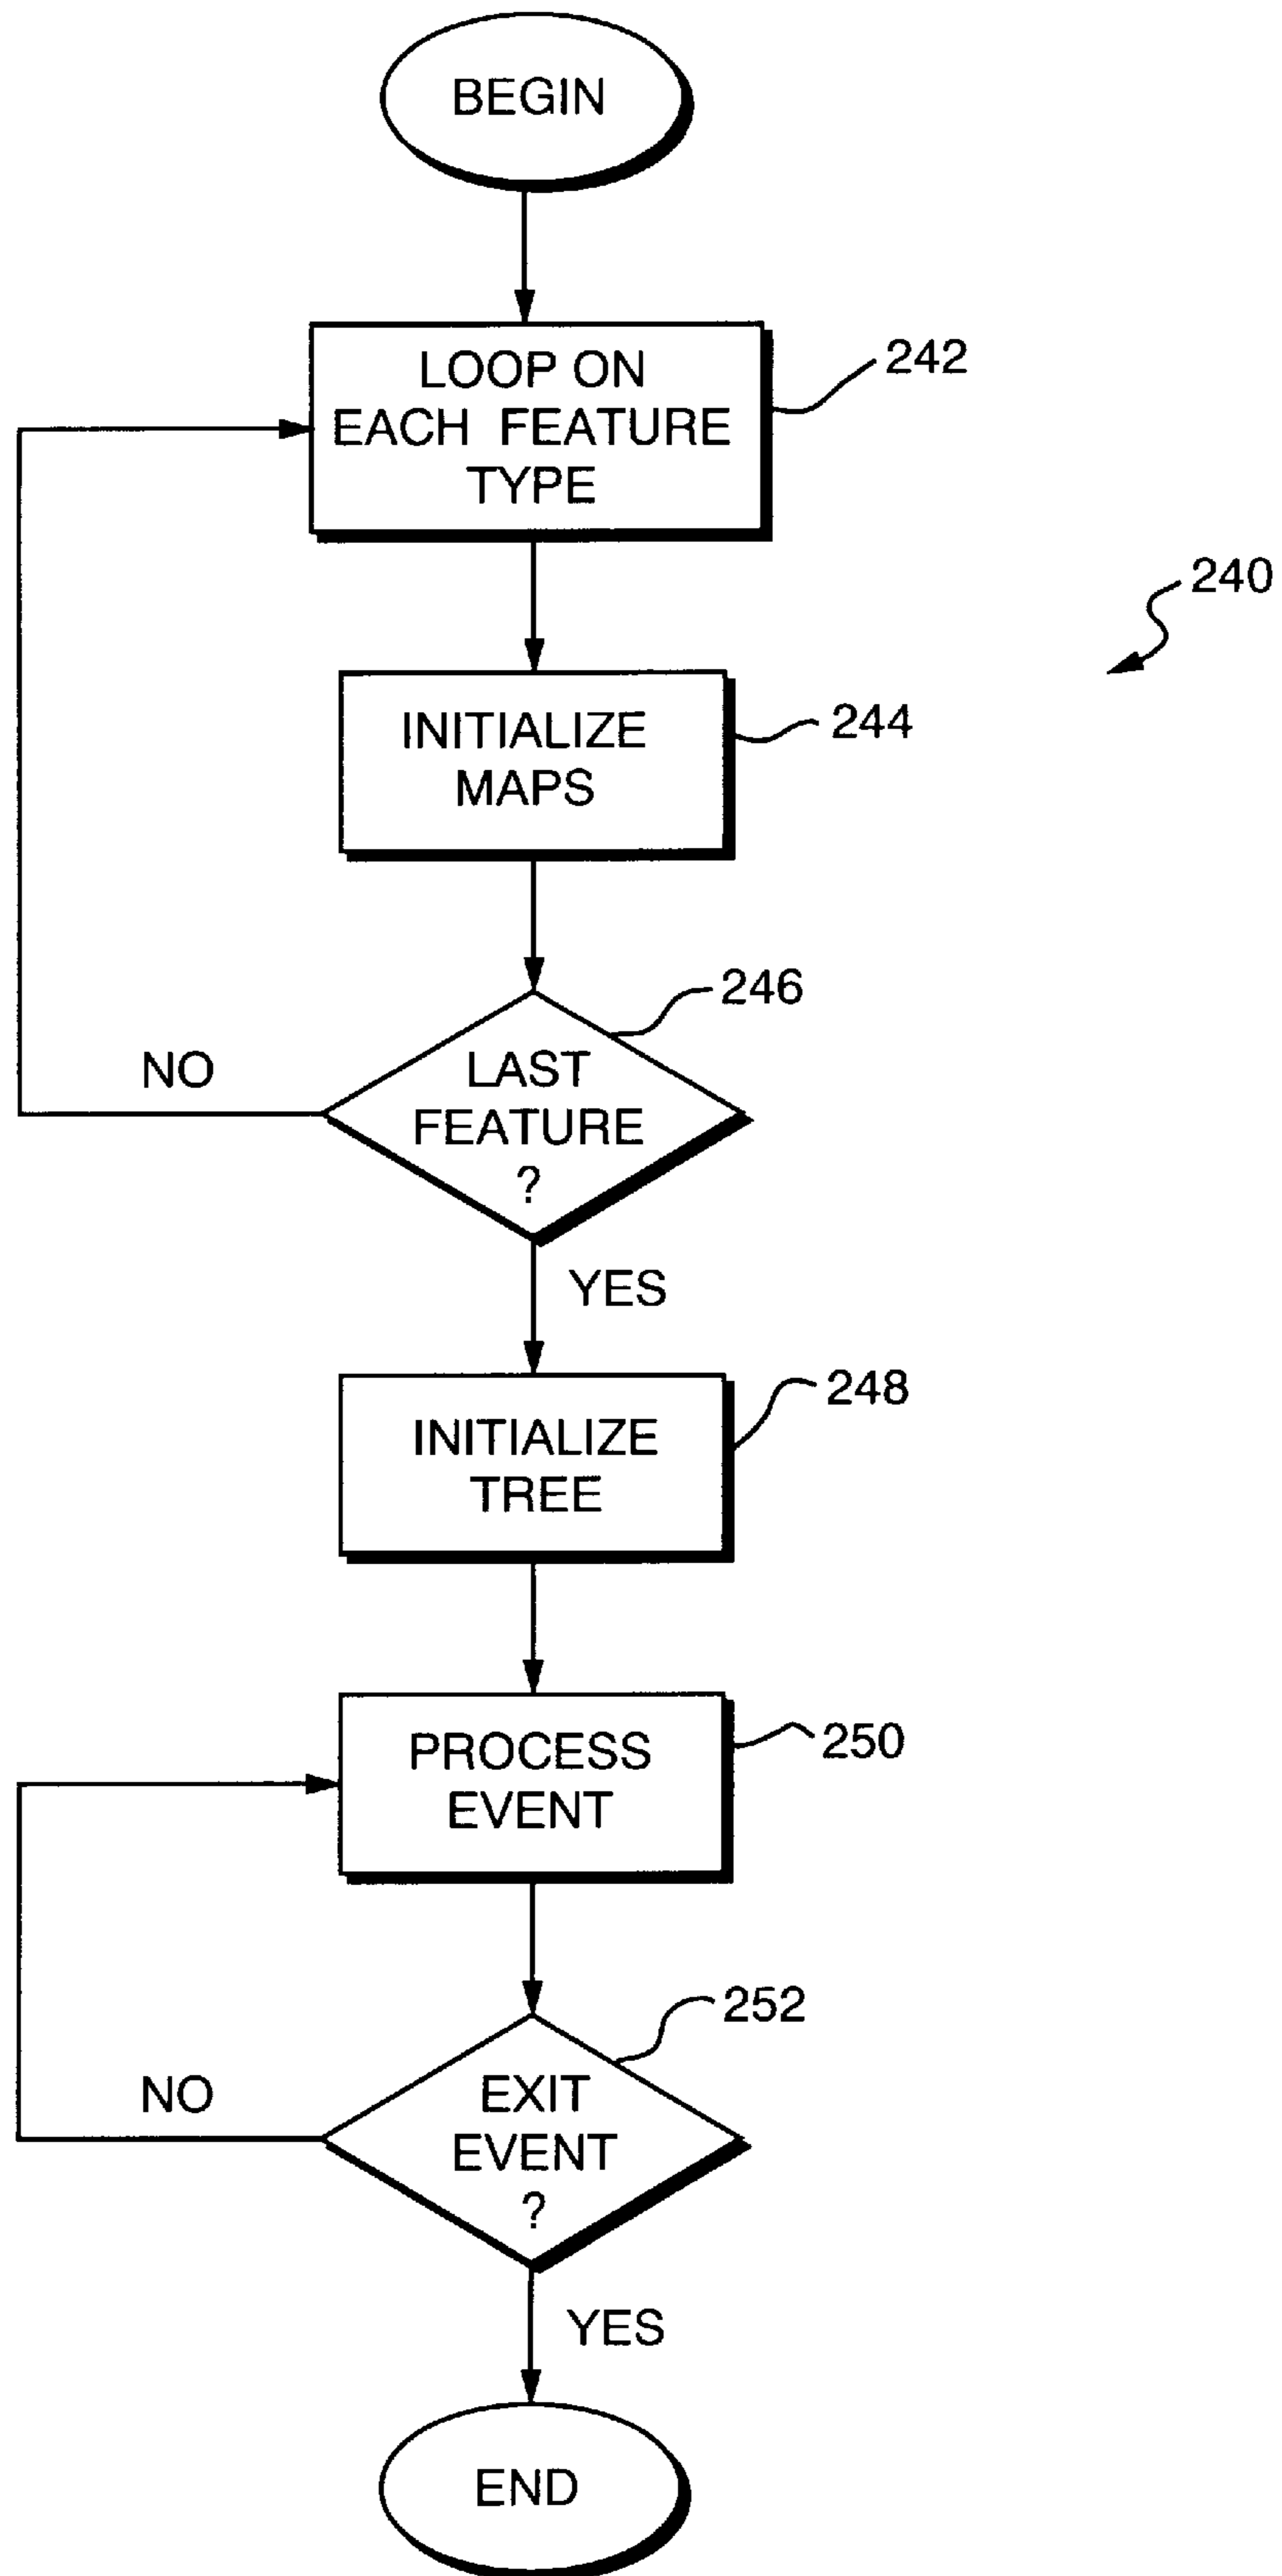 BEGIN
LOOP ON
EACH FEATURE
TYPE
242
240
INITIALIZE
MAPS
244
246
LAST
FEATURE
?
NO
YES
INITIALIZE
TREE
248
PROCESS
EVENT
250
252
EXIT
EVENT
?
NO
YES
END